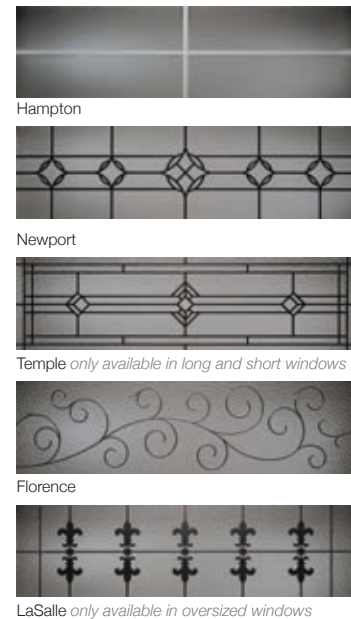 Hampton
Newport
Temple only available in long and short windows
Florence
LaSalle only available in oversized windows